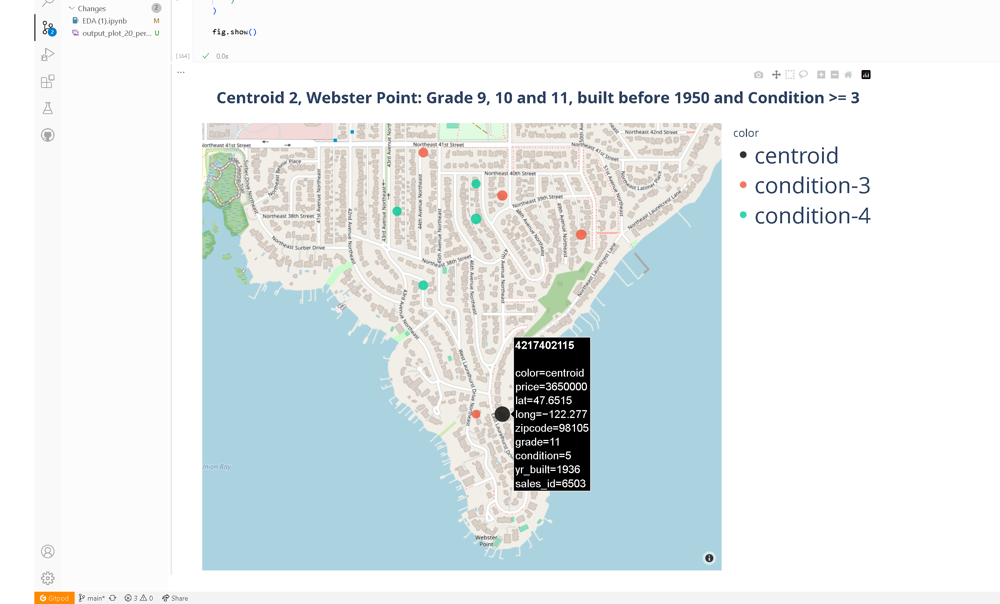 Changes 2
EDA (1).ipynb M
output_plot_20_per... U
2
)
)
fig.show()
[164] 0.0s
...
Centroid 2, Webster Point: Grade 9, 10 and 11, built before 1950 and Condition >= 3
color
centroid
condition-3
condition-4
Northeast 42nd Street
Northeast 41st Street
Northeast 41st Street
Northeast 41st Street
43rd Avenue North
50th Ave
Northeast Belvoir Place
Yesler Creek
Yesler Swamp Trail
Surber Drive Northeast
Northeast 40th Street
51st Avenue Northeast
Northeast Latimer Place
41st Avenue Northeast
44th Avenue Northeast
43rd Avenue Northeast
42nd Avenue Northeast
45th Avenue Northeast
Northeast 39th Street
48th Avenue Northeast
49th Avenue Northeast
Northeast Laurelcrest Lane
Northeast 38th Street
Northeast Surber Drive
Northeast 38th Street
46th Avenue Northeast
47th Avenue Northeast
Northeast Laurelcrest Lane
43rd Avenue Northeast
West Laurelhurst Drive Northeast
East Laurelhurst Drive
4217402115
color=centroid
price=3650000
lat=47.6515
long=−122.277
zipcode=98105
grade=11
condition=5
yr_built=1936
sales_id=6503
Union Bay
Webster
Point
Gitpod main* 3 0 Share